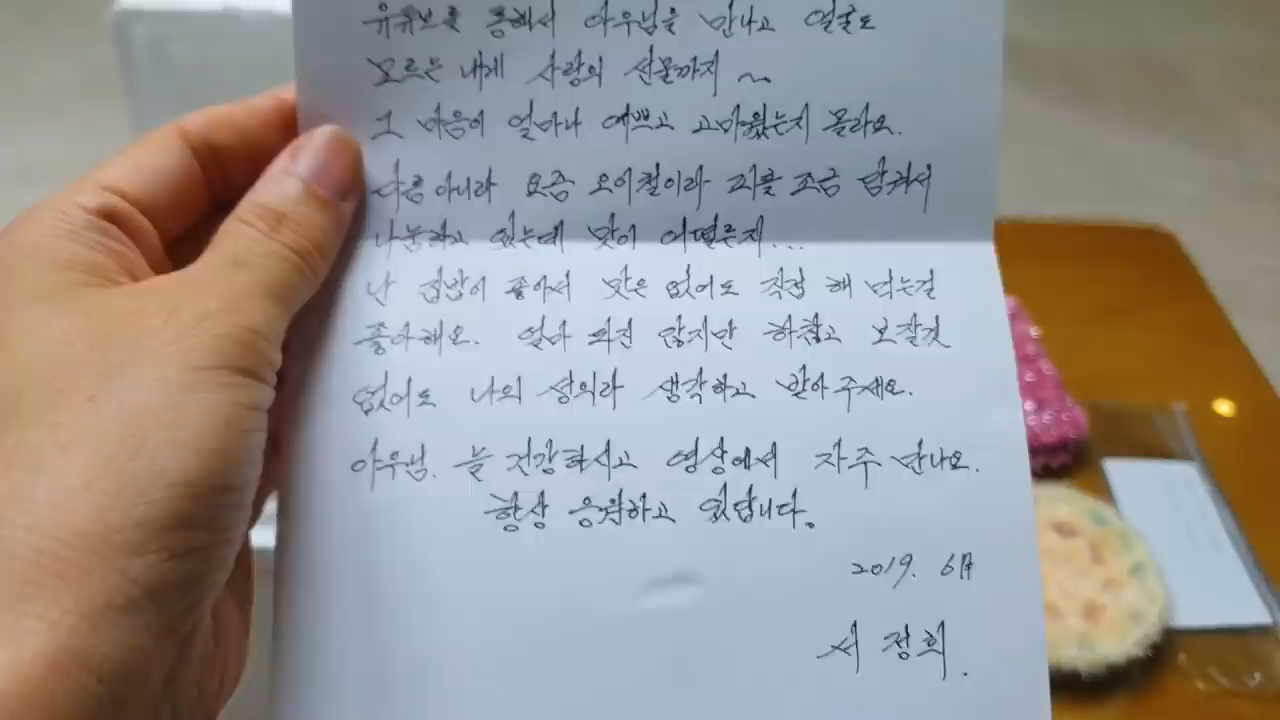 유튜브를 통해서 아우님을 만나고 얼굴도
모르는 내게 사랑의 선물까지 ~
그 마음이 얼마나 예쁘고 고마웠는지 몰라요.
다름아니라 요즘 오이철이라 피클 조금 담궈서
나눔하고 있는데 맛이 어떨른지...
난 집밥이 좋아서 맛은 없어도 직접 해 먹는걸
좋아해요. 얼마 되진 않지만 하찮고 보잘것
없어도 나의 성의라 생각하고 받아주세요.
아우님. 늘 건강하시고 영상에서 자주 만나요.
항상 응원하고 있답니다.
2019. 6月
서 정희.